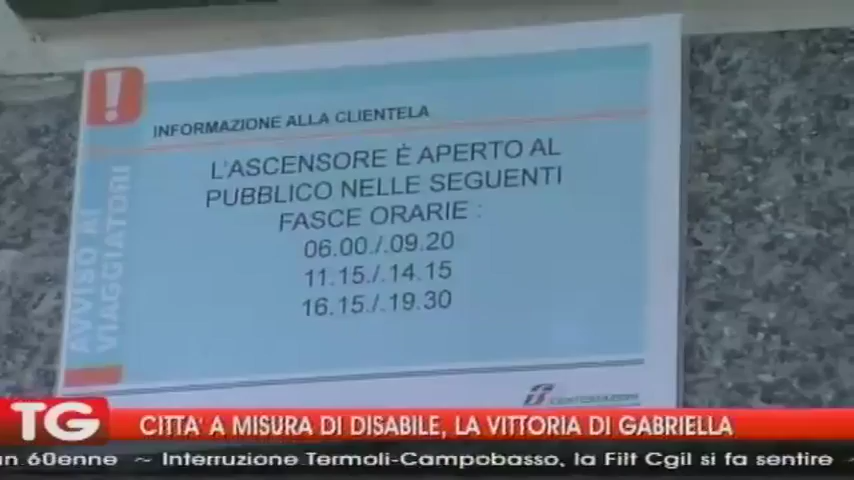 INFORMAZIONE ALLA CLIENTELA
L'ASCENSORE È APERTO AL
PUBBLICO NELLE SEGUENTI
FASCE ORARIE :
06.00./.09.20
11.15./.14.15
16.15./.19.30
AVVISO AI
VIAGGIATORI
CENTOSTAZIONI
TG
CITTA' A MISURA DI DISABILE, LA VITTORIA DI GABRIELLA
an 60enne ~ Interruzione Termoli-Campobasso, la Filt Cgil si fa sentire ~